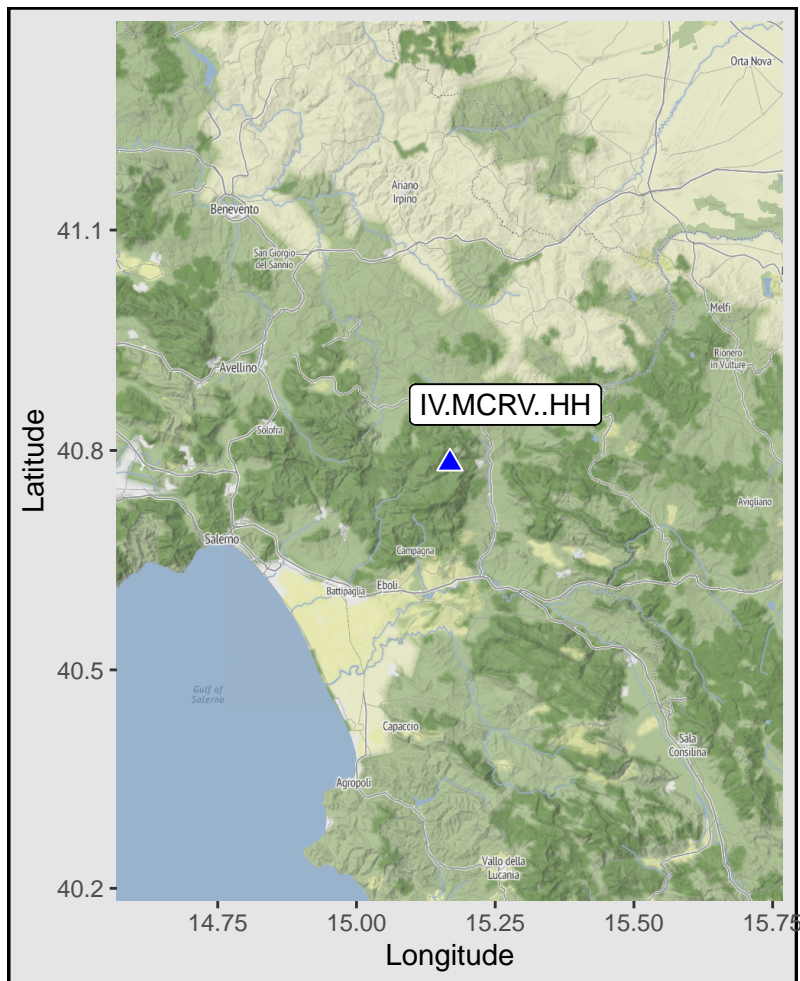 Orta Nova
Ariano
Irpino
Benevento
41.1
San Giorgio
del Sannio
Melfi
Rionero
in Vulture
Avellino
IV.MCRV..HH
Solofra
40.8
Latitude
Avigliano
Salerno
Campagna
Eboli
Battipaglia
40.5
Gulf of
Salerno
Capaccio
Sala
Consilina
Agropoli
Vallo della
Lucania
40.2
14.75 15.00 15.25 15.50 15.75
Longitude